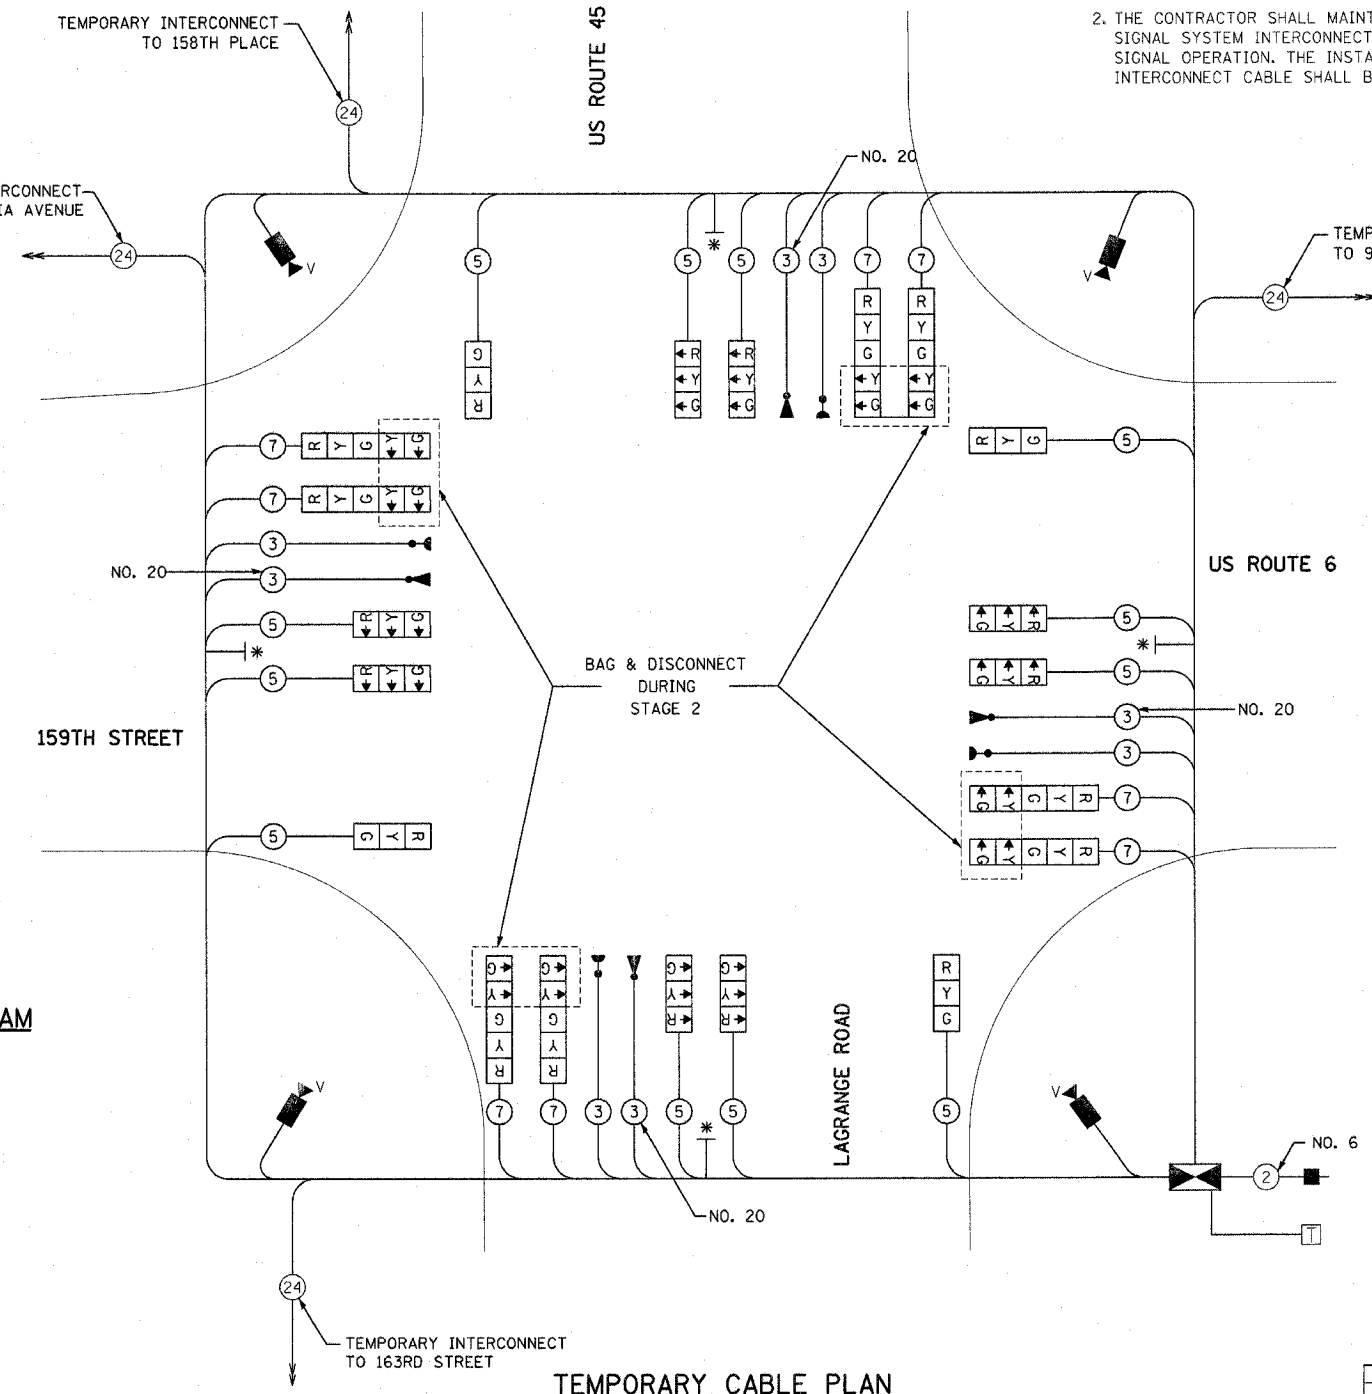 TEMPORARY INTERCONNECT
TO 158TH PLACE
US ROUTE 45
2. THE CONTRACTOR SHALL MAINT
SIGNAL SYSTEM INTERCONNECT
SIGNAL OPERATION. THE INSTA
INTERCONNECT CABLE SHALL B
24
NO. 20
RCONNECT
IA AVENUE
24
V
5
5
*
5
3
3
7
7
V
TEMP
TO 9
24
G
Y
R
R
Y
G
R
Y
G
R
Y
G
Y
G
R
Y
G
Y
G
7
R Y G Y G
R Y G
5
7
R Y G Y G
3
NO. 20
3
US ROUTE 6
5
R Y G
G Y R
5
*
*
5
R Y G
G Y R
5
BAG & DISCONNECT
DURING
STAGE 2
3
NO. 20
159TH STREET
3
G Y G Y R
7
5
G Y R
G Y G Y R
7
G
Y
G
Y
R
G
Y
G
Y
R
G
Y
R
G
Y
R
R
Y
G
LAGRANGE ROAD
AM
V
7
7
3
3
5
*
5
5
V
NO. 6
2
NO. 20
T
24
TEMPORARY INTERCONNECT
TO 163RD STREET
TEMPORARY CABLE PLAN